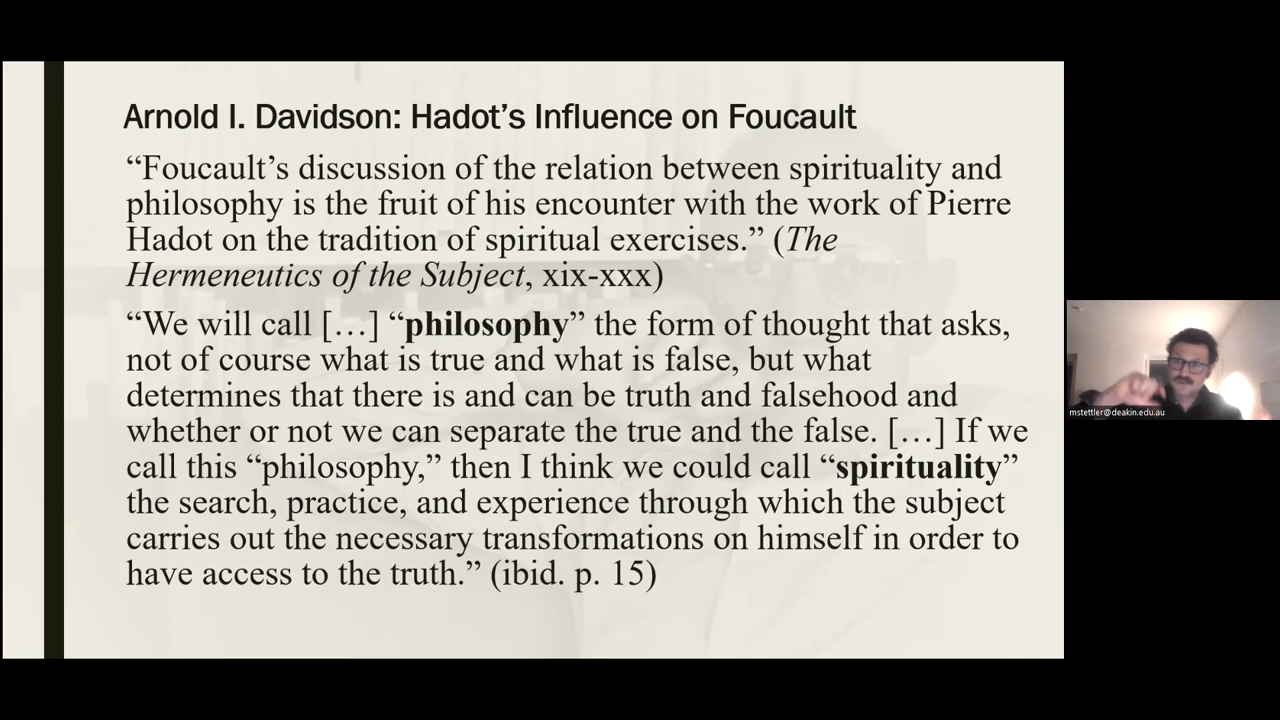 Arnold I. Davidson: Hadot’s Influence on Foucault
“Foucault’s discussion of the relation between spirituality and
philosophy is the fruit of his encounter with the work of Pierre
Hadot on the tradition of spiritual exercises.” (The
Hermeneutics of the Subject, xix-xxx)
“We will call […] “philosophy” the form of thought that asks,
not of course what is true and what is false, but what
determines that there is and can be truth and falsehood and
whether or not we can separate the true and the false. […] If we
call this “philosophy,” then I think we could call “spirituality”
the search, practice, and experience through which the subject
carries out the necessary transformations on himself in order to
have access to the truth.” (ibid. p. 15)
mstettler@deakin.edu.au